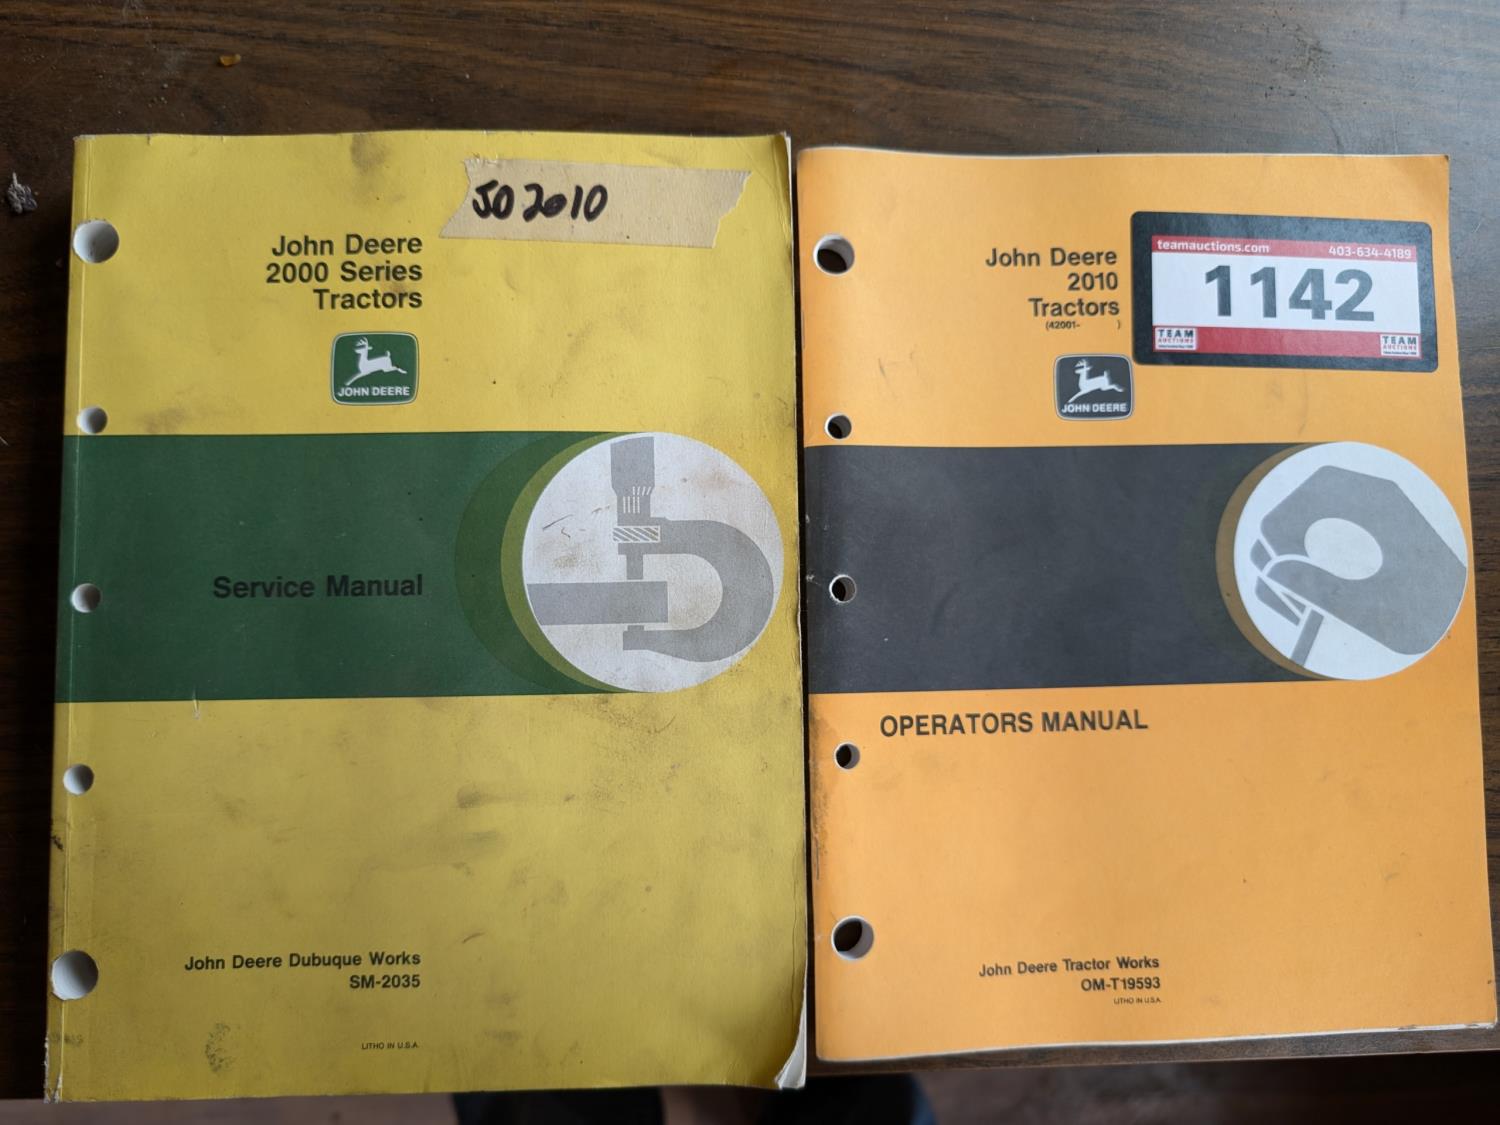 JD 2010
John Deere
2000 Series
Tractors
JOHN DEERE
Service Manual
John Deere Dubuque Works
SM-2035
LITHO IN U.S.A.
John Deere
2010
Tractors
(42001- )
JOHN DEERE
teamauctions.com 403-634-4189
1142
TEAM
AUCTIONS
TEAM
AUCTIONS
OPERATORS MANUAL
John Deere Tractor Works
OM-T19593
LITHO IN U.S.A.